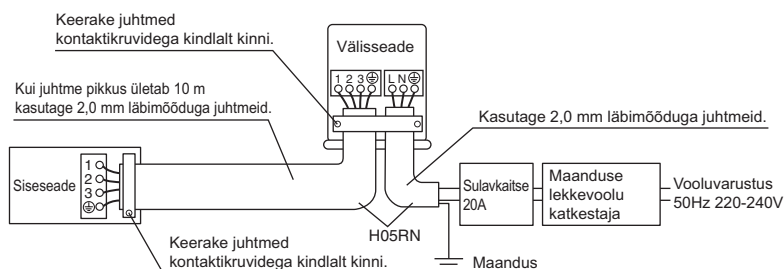 Keerake juhtmed
kontaktikruvidega kindlalt kinni.
Välisseade
1 2 3
L N
Kui juhtme pikkus ületab 10 m
kasutage 2,0 mm läbimõõduga juhtmeid.
Kasutage 2,0 mm läbimõõduga juhtmeid.
Siseseade
1
2
3
Sulavkaitse
20A
Maanduse
lekkevoolu
katkestaja
Vooluvarustus
50Hz 220-240V
H05RN
Keerake juhtmed
kontaktikruvidega kindlalt kinni.
Maandus